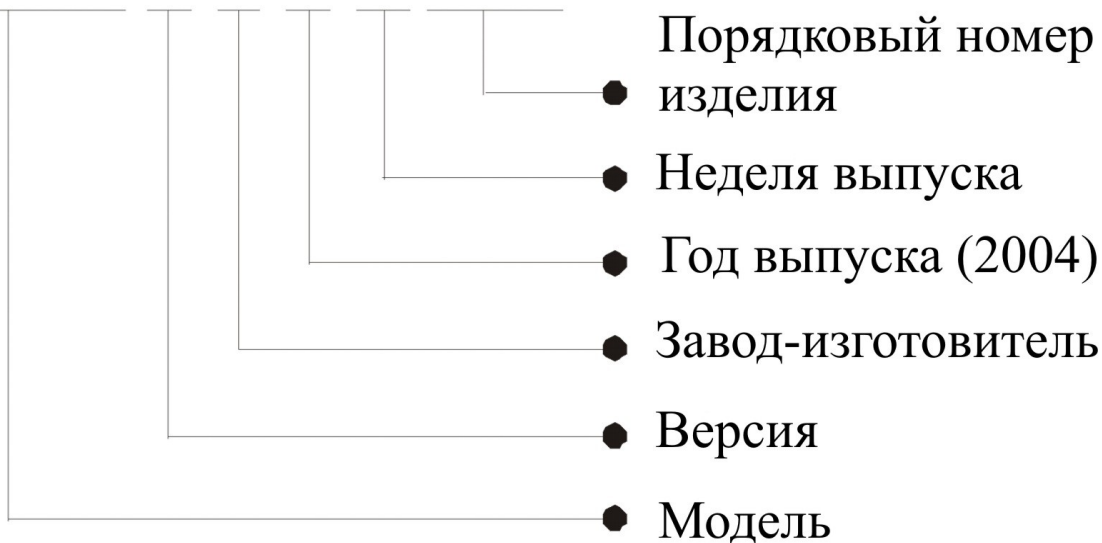 Порядковый номер
изделия
Неделя выпуска
Год выпуска (2004)
Завод-изготовитель
Версия
Модель